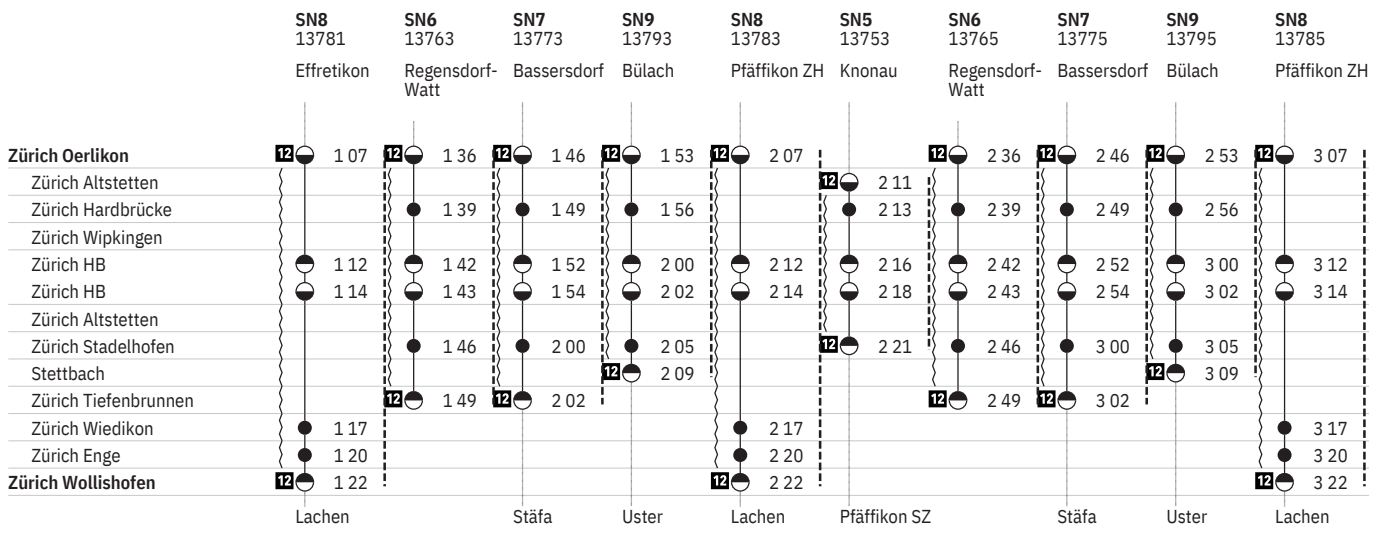 SN8 SN6 SN7 SN9 SN8 SN5 SN6 SN7 SN9 SN8
13781 13763 13773 13793 13783 13753 13765 13775 13795 13785
Effretikon Regensdorf- Bassersdorf Bülach Pfäffikon ZH Knonau Regensdorf- Bassersdorf Bülach Pfäffikon ZH
Watt Watt
Zürich Oerlikon 12 1 07 12 1 36 12 1 46 12 1 53 12 2 07 12 2 36 12 2 46 12 2 53 12 3 07
Zürich Altstetten 12 2 11
Zürich Hardbrücke 1 39 1 49 1 56 2 13 2 39 2 49 2 56
Zürich Wipkingen
Zürich HB 1 12 1 42 1 52 2 00 2 12 2 16 2 42 2 52 3 00 3 12
Zürich HB 1 14 1 43 1 54 2 02 2 14 2 18 2 43 2 54 3 02 3 14
Zürich Altstetten
Zürich Stadelhofen 1 46 2 00 2 05 12 2 21 2 46 3 00 3 05
Stettbach 12 2 09 12 3 09
Zürich Tiefenbrunnen 12 1 49 12 2 02 12 2 49 12 3 02
Zürich Wiedikon 1 17 2 17 3 17
Zürich Enge 1 20 2 20 3 20
Zürich Wollishofen 12 1 22 12 2 22 12 3 22
Lachen Stäfa Uster Lachen Pfäffikon SZ Stäfa Uster Lachen